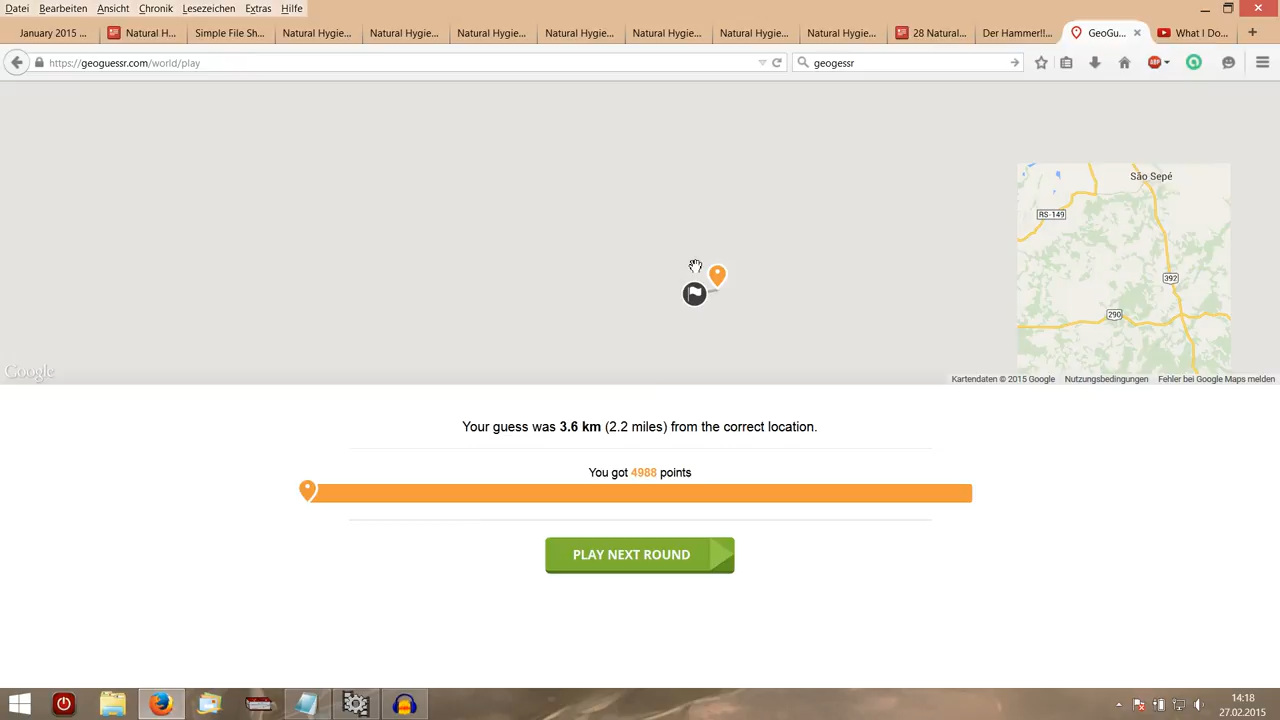 Datei Bearbeiten Ansicht Chronik Lesezeichen Extras Hilfe
January 2015 ... Natural H... Simple File Sh... Natural Hygie... Natural Hygie... Natural Hygie... Natural Hygie... Natural Hygie... Natural Hygie... Natural Hygie... 28 Natural... Der Hammer!!... GeoGu... What I Do...
https://geoguessr.com/world/play
geogessr
ABP
São Sepé
RS-149
392
290
Google
Kartendaten © 2015 Google Nutzungsbedingungen Fehler bei Google Maps melden
Your guess was 3.6 km (2.2 miles) from the correct location.
You got 4988 points
PLAY NEXT ROUND
14:18
27.02.2015